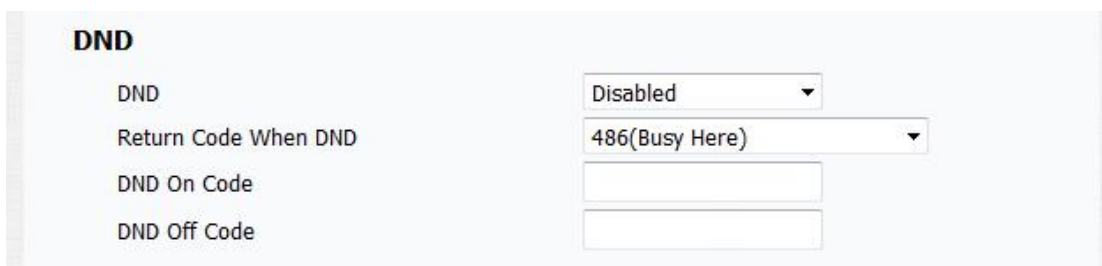 DND
DND Disabled
Return Code When DND 486(Busy Here)
DND On Code
DND Off Code